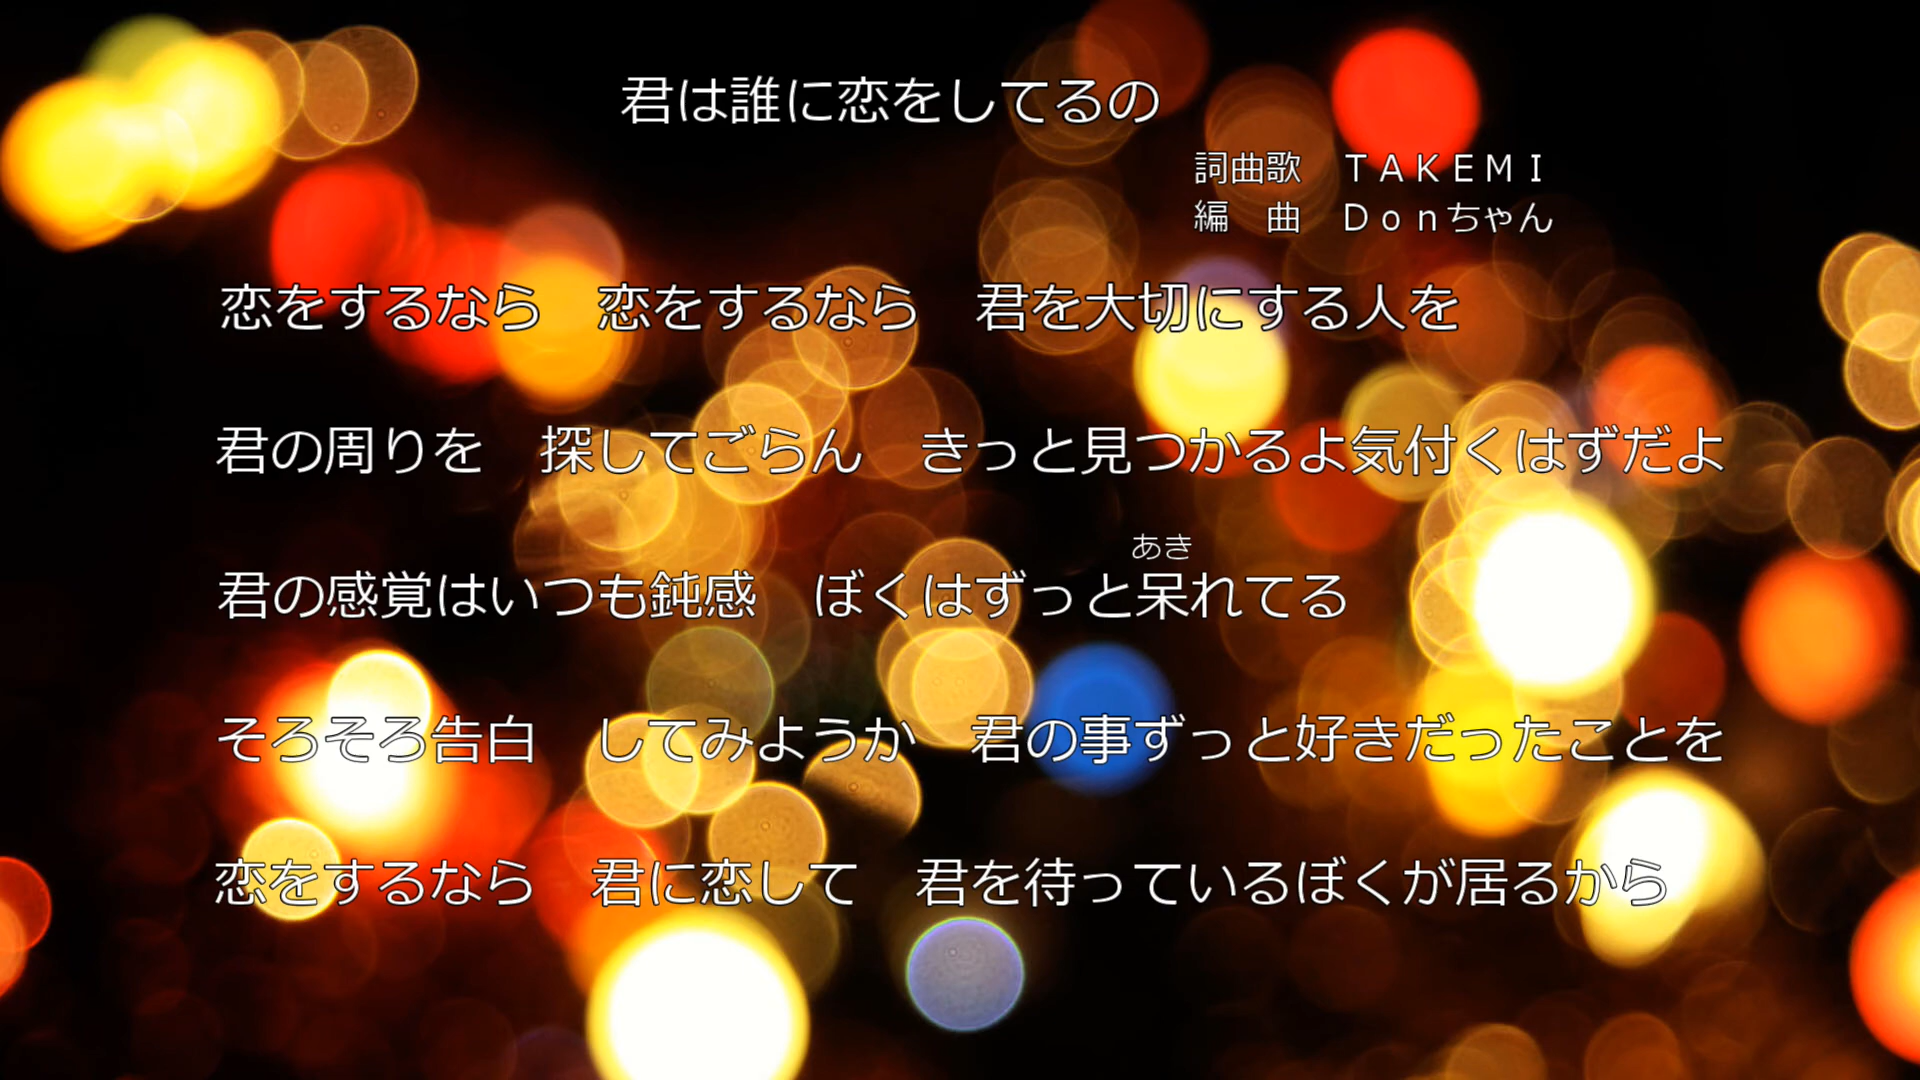 君は誰に恋をしてるの
詞曲歌　ＴＡＫＥＭＩ
編　曲　Ｄｏｎちゃん
恋をするなら　恋をするなら　君を大切にする人を
君の周りを　探してごらん　きっと見つかるよ気付くはずだよ
あき
君の感覚はいつも鈍感　ぼくはずっと呆れてる
そろそろ告白　してみようか　君の事ずっと好きだったことを
恋をするなら　君に恋して　君を待っているぼくが居るから